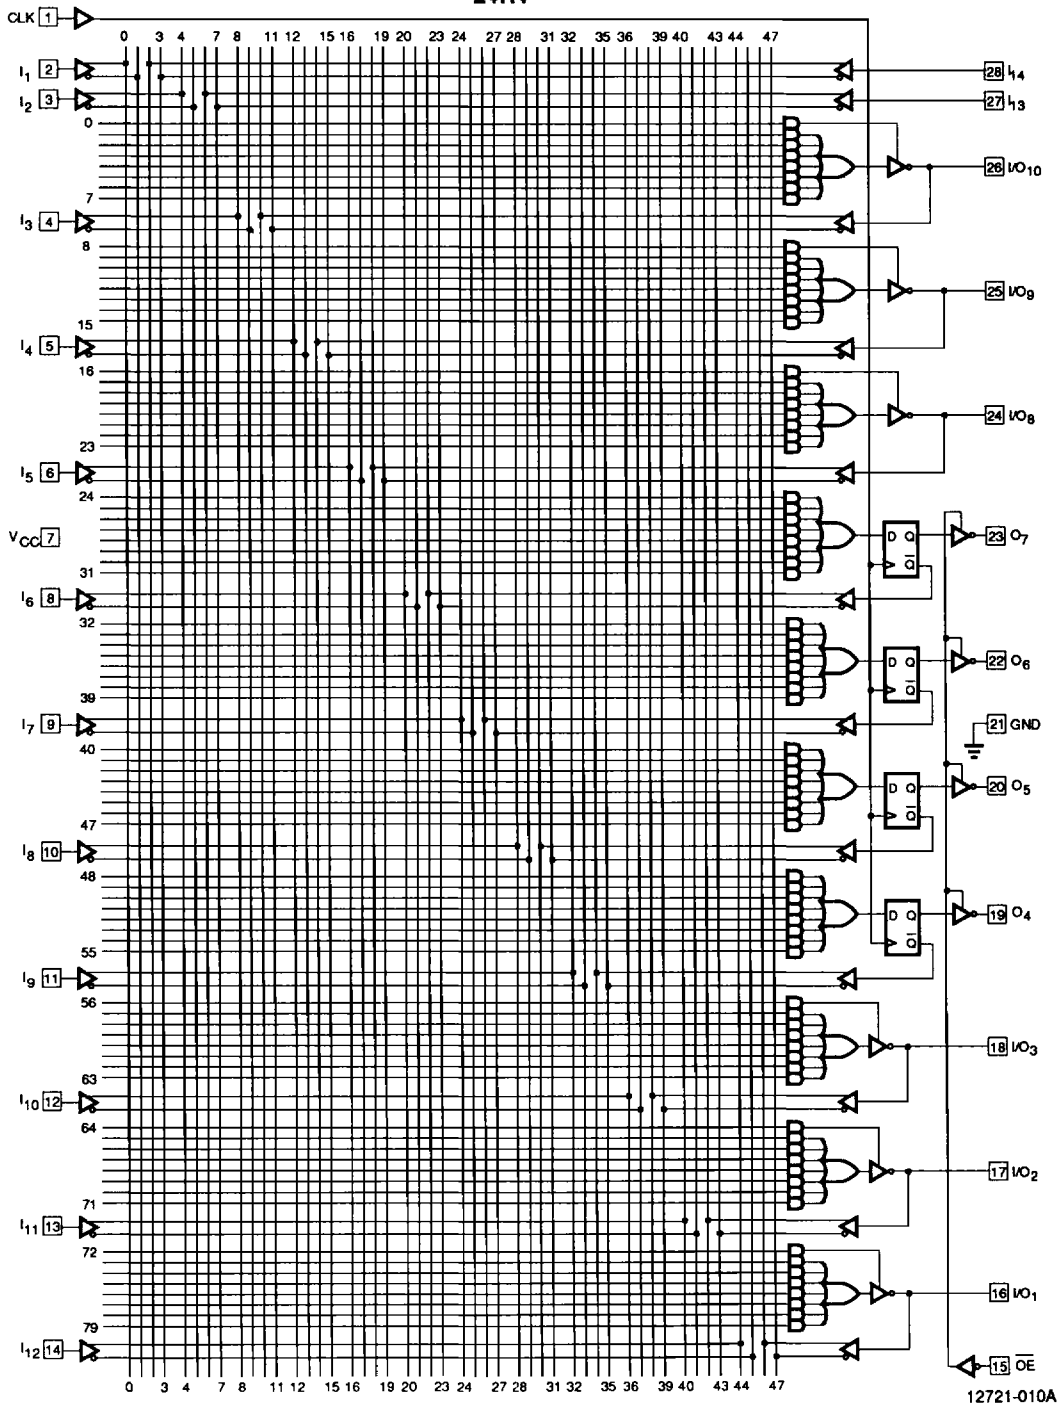 CLK 1
0 3 4 7 8 11 12 15 16 19 20 23 24 27 28 31 32 35 36 39 40 43 44 47
I1 2
28 I14
I2 3
27 I13
0
26 I/O10
7
I3 4
8
25 I/O9
15
I4 5
16
24 I/O8
23
I5 6
24
VCC 7
D Q
Q
23 O7
31
I6 8
32
D Q
Q
22 O6
39
I7 9
21 GND
40
D Q
Q
20 O5
47
I8 10
48
D Q
Q
19 O4
55
I9 11
56
18 I/O3
63
I10 12
64
17 I/O2
71
I11 13
72
16 I/O1
79
I12 14
15 OE
0 3 4 7 8 11 12 15 16 19 20 23 24 27 28 31 32 35 36 39 40 43 44 47
12721-010A